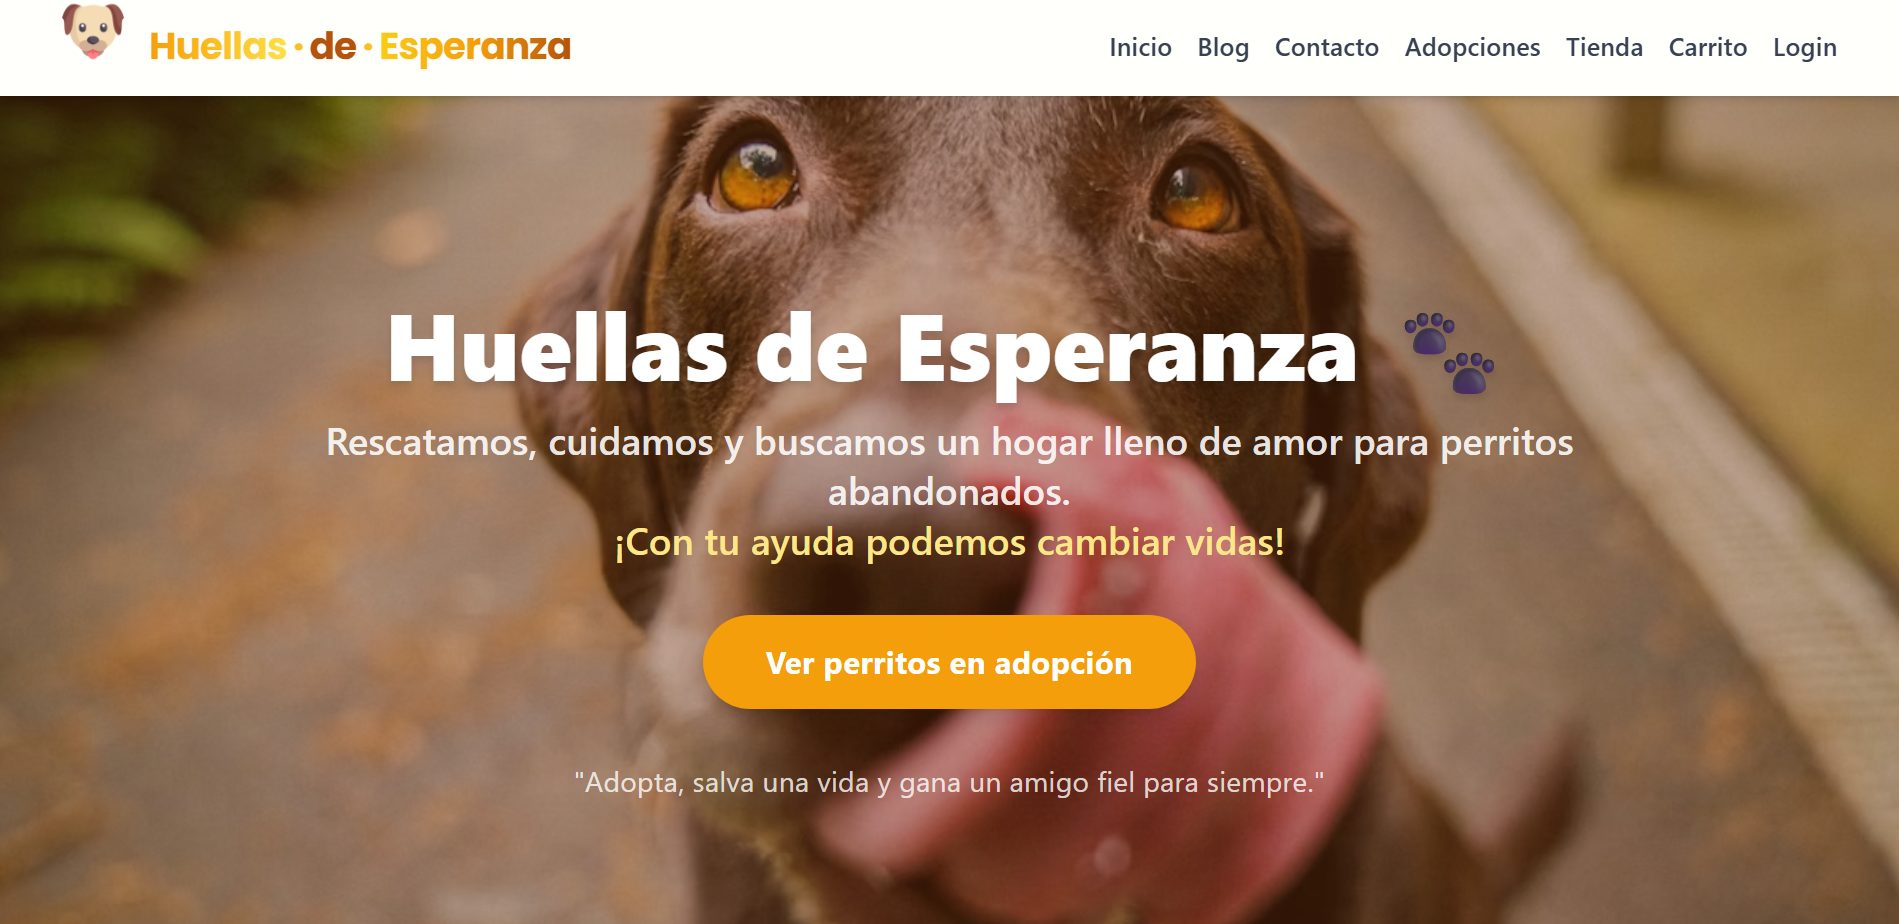 Huellas · de · Esperanza
Inicio Blog Contacto Adopciones Tienda Carrito Login
Huellas de Esperanza
Rescatamos, cuidamos y buscamos un hogar lleno de amor para perritos
abandonados.
¡Con tu ayuda podemos cambiar vidas!
Ver perritos en adopción
"Adopta, salva una vida y gana un amigo fiel para siempre."